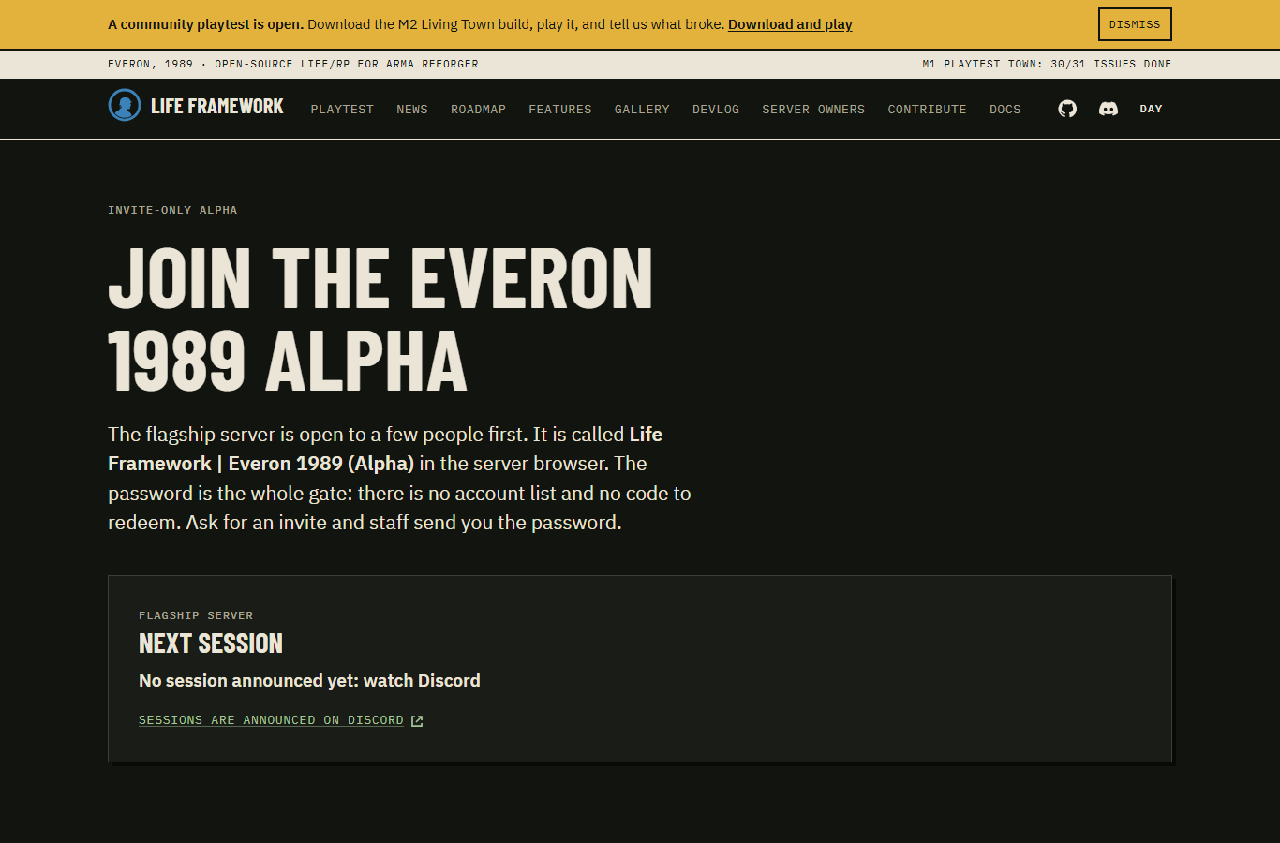 A community playtest is open. Download the M2 Living Town build, play it, and tell us what broke. Download and play
DISMISS
EVERON, 1989 · OPEN-SOURCE LIFE/RP FOR ARMA REFORGER
M1 PLAYTEST TOWN: 30/31 ISSUES DONE
LIFE FRAMEWORK
PLAYTEST
NEWS
ROADMAP
FEATURES
GALLERY
DEVLOG
SERVER OWNERS
CONTRIBUTE
DOCS
DAY
INVITE-ONLY ALPHA
JOIN THE EVERON
1989 ALPHA
The flagship server is open to a few people first. It is called Life
Framework | Everon 1989 (Alpha) in the server browser. The
password is the whole gate: there is no account list and no code to
redeem. Ask for an invite and staff send you the password.
FLAGSHIP SERVER
NEXT SESSION
No session announced yet: watch Discord
SESSIONS ARE ANNOUNCED ON DISCORD